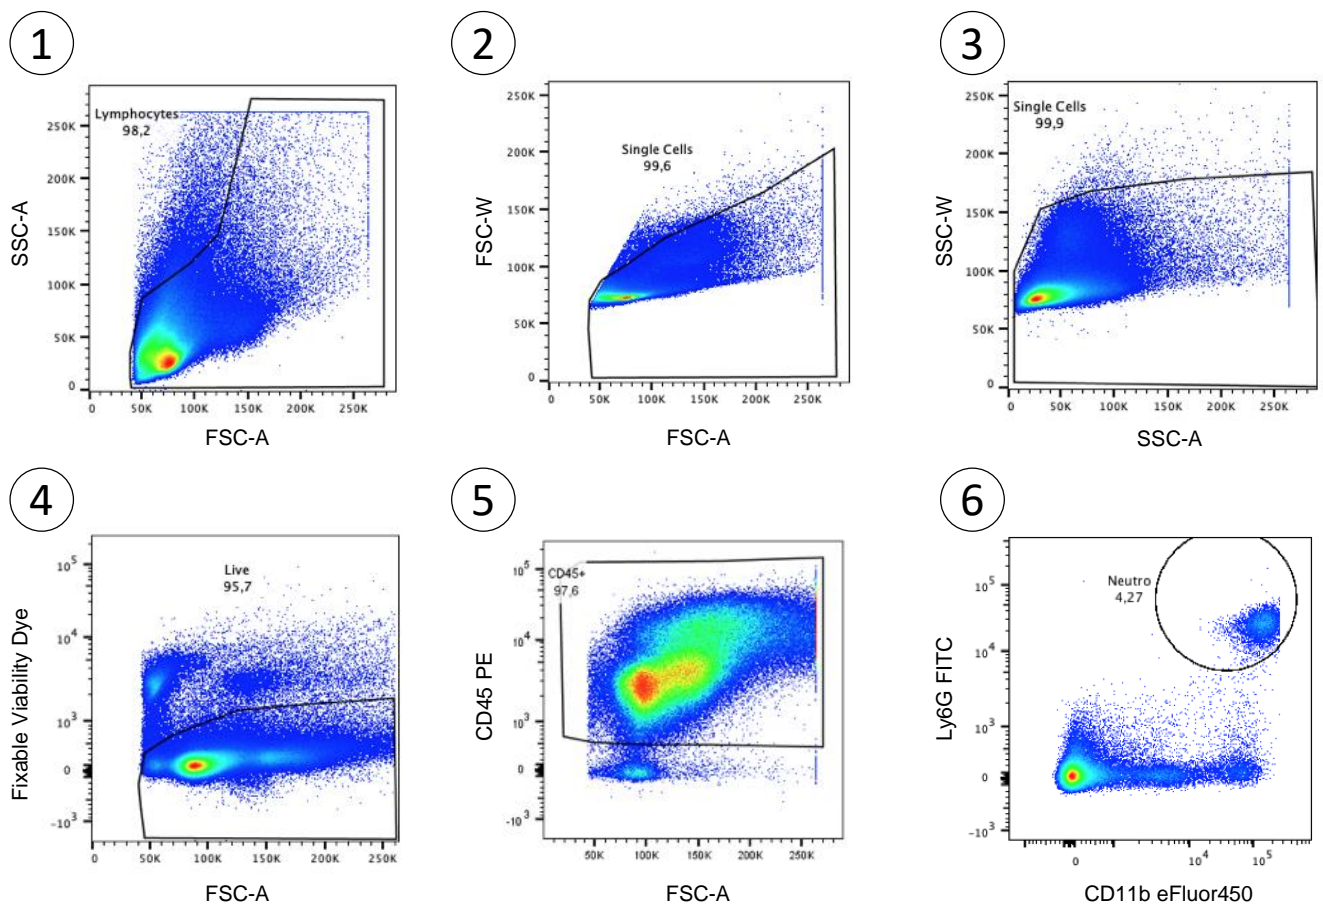 1
Lymphocytes
98,2
250K
200K
150K
100K
50K
0
0 50K 100K 150K 200K 250K
SSC-A
FSC-A
2
Single Cells
99,6
250K
200K
150K
100K
50K
0
50K 100K 150K 200K 250K
FSC-W
FSC-A
3
Single Cells
99,9
250K
200K
150K
100K
50K
0
0 50K 100K 150K 200K 250K
SSC-W
SSC-A
4
Live
95,7
10^5
10^4
10^3
0
-10^3
0 50K 100K 150K 200K 250K
Fixable Viability Dye
FSC-A
5
CD45+
97,6
10^5
10^4
10^3
0
-10^3
50K 100K 150K 200K 250K
CD45 PE
FSC-A
6
Neutro
4,27
10^5
10^4
10^3
0
-10^3
0 10^4 10^5
Ly6G FITC
CD11b eFluor450